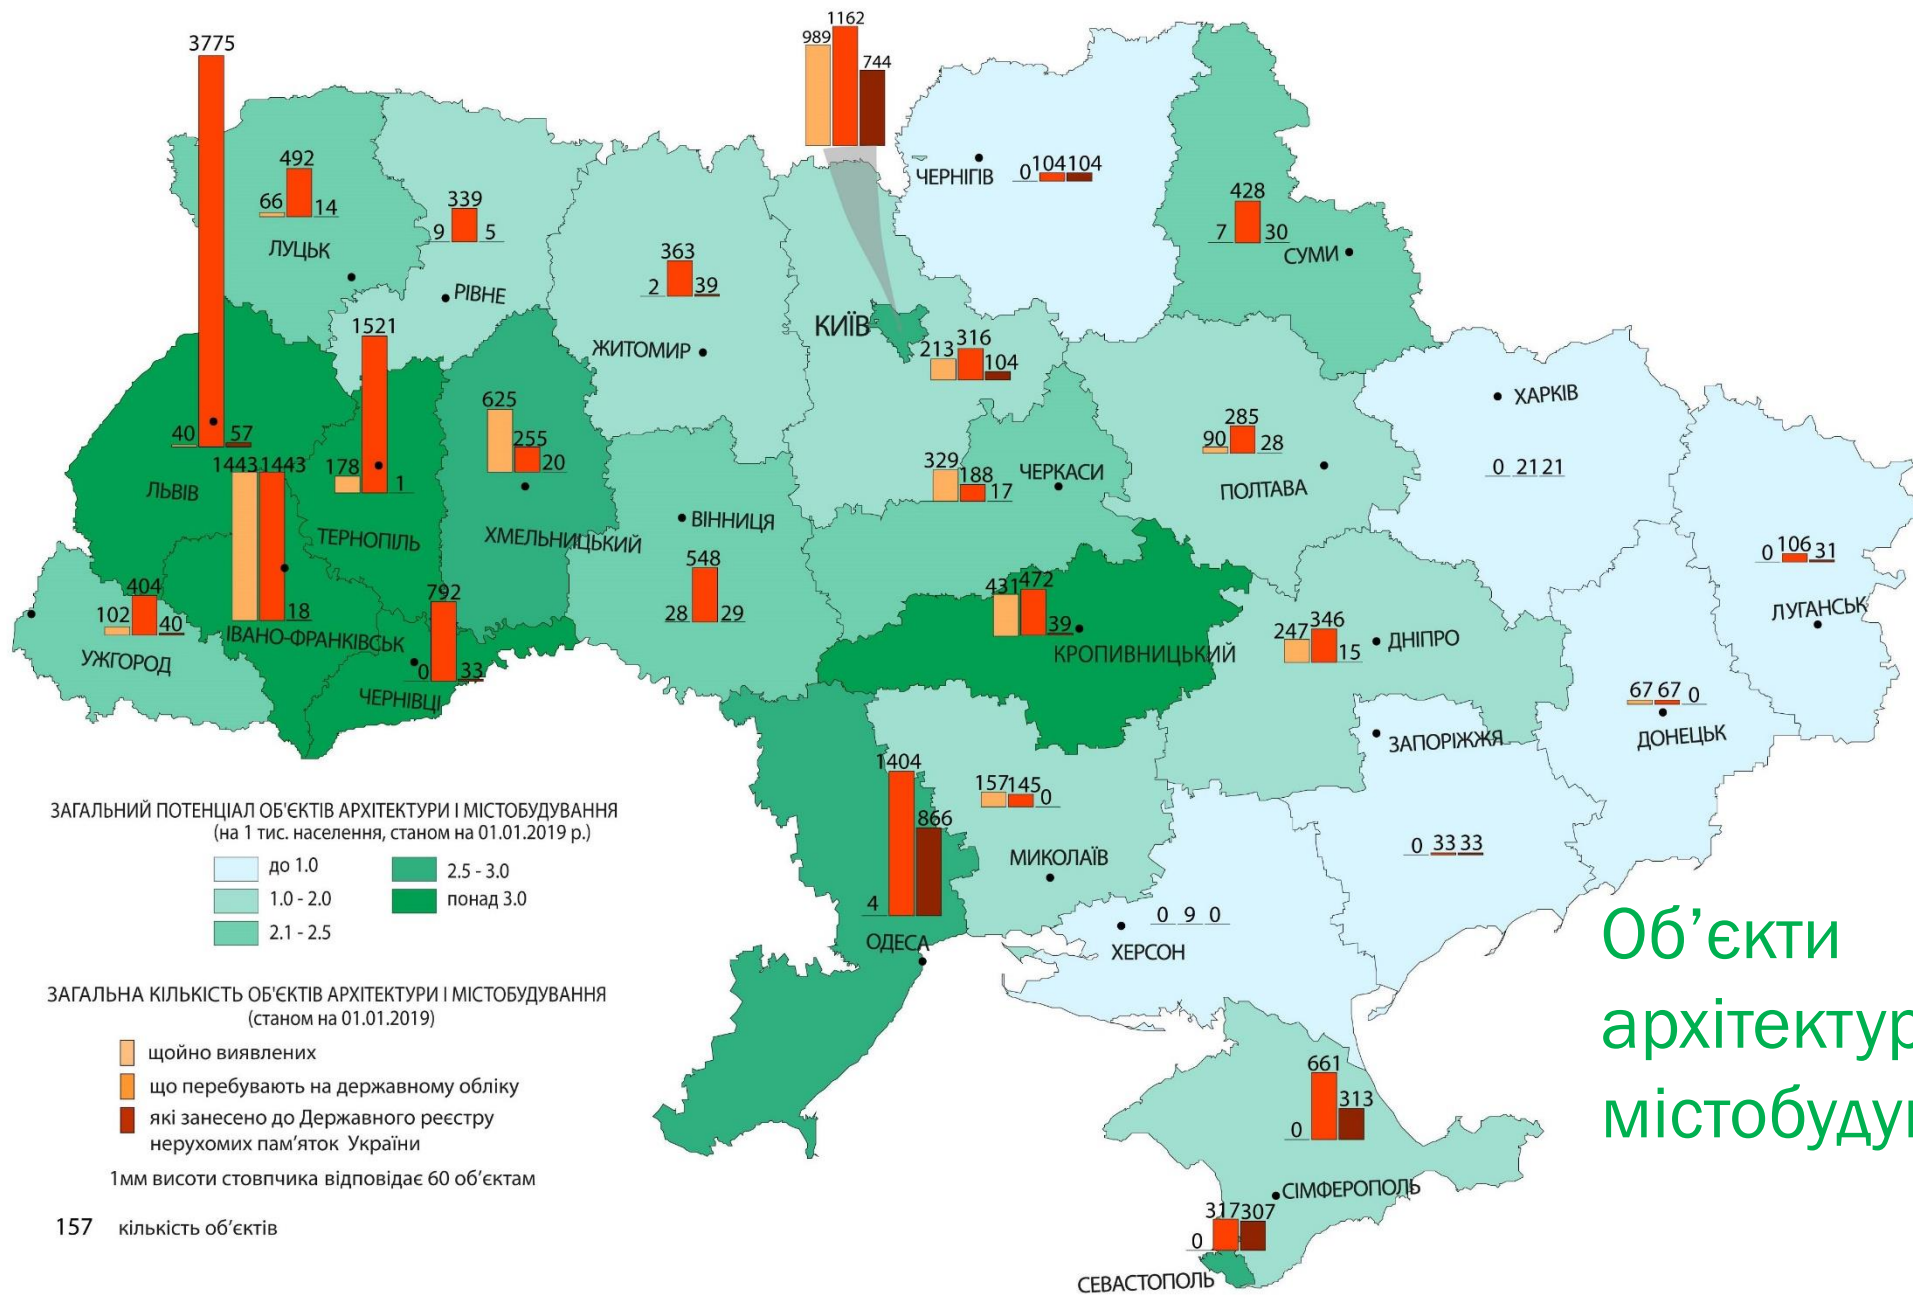 3775
989 1162 744
492
66 14
ЛУЦЬК
339
9 5
РІВНЕ
363
2 39
ЖИТОМИР
КИЇВ
213 316 104
ЧЕРНІГІВ
0 104 104
428
7 30
СУМИ
1521
178 1
ТЕРНОПІЛЬ
625
255
20
ХМЕЛЬНИЦЬКИЙ
40 57
ЛЬВІВ
1443 1443
18
ІВАНО-ФРАНКІВСЬК
404
102 40
УЖГОРОД
792
0 33
ЧЕРНІВЦІ
ВІННИЦЯ
548
28 29
329
188
17
ЧЕРКАСИ
285
90 28
ПОЛТАВА
ХАРКІВ
0 21 21
0 106 31
ЛУГАНСЬК
431 472
39
КРОПИВНИЦЬКИЙ
247 346
15
ДНІПРО
67 67 0
ДОНЕЦЬК
ЗАПОРІЖЖЯ
0 33 33
1404
866
4
ОДЕСА
157 145 0
МИКОЛАЇВ
0 9 0
ХЕРСОН
661
313
0
СІМФЕРОПОЛЬ
317 307
0
СЕВАСТОПОЛЬ
ЗАГАЛЬНИЙ ПОТЕНЦІАЛ ОБ'ЄКТІВ АРХІТЕКТУРИ І МІСТОБУДУВАННЯ
(на 1 тис. населення, станом на 01.01.2019 р.)
до 1.0
1.0 - 2.0
2.1 - 2.5
2.5 - 3.0
понад 3.0
ЗАГАЛЬНА КІЛЬКІСТЬ ОБ'ЄКТІВ АРХІТЕКТУРИ І МІСТОБУДУВАННЯ
(станом на 01.01.2019)
щойно виявлених
що перебувають на державному обліку
які занесено до Державного реєстру
нерухомих пам'яток України
1мм висоти стовпчика відповідає 60 об'єктам
157 кількість об'єктів
Об’єкти